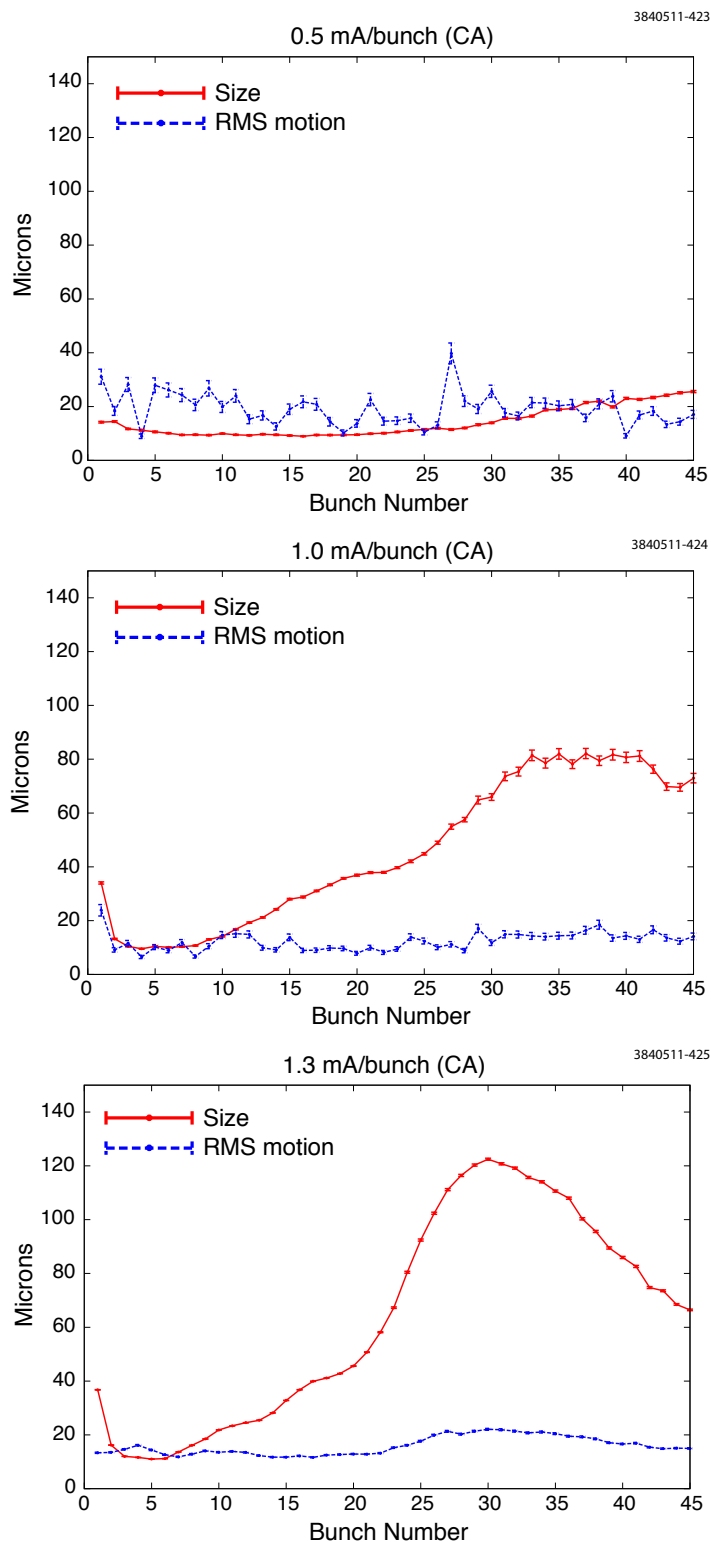 3840511-423
0.5 mA/bunch (CA)
140
120
100
80
60
40
20
0
Microns
Size
RMS motion
0 5 10 15 20 25 30 35 40 45
Bunch Number
3840511-424
1.0 mA/bunch (CA)
140
120
100
80
60
40
20
0
Microns
Size
RMS motion
0 5 10 15 20 25 30 35 40 45
Bunch Number
3840511-425
1.3 mA/bunch (CA)
140
120
100
80
60
40
20
0
Microns
Size
RMS motion
0 5 10 15 20 25 30 35 40 45
Bunch Number